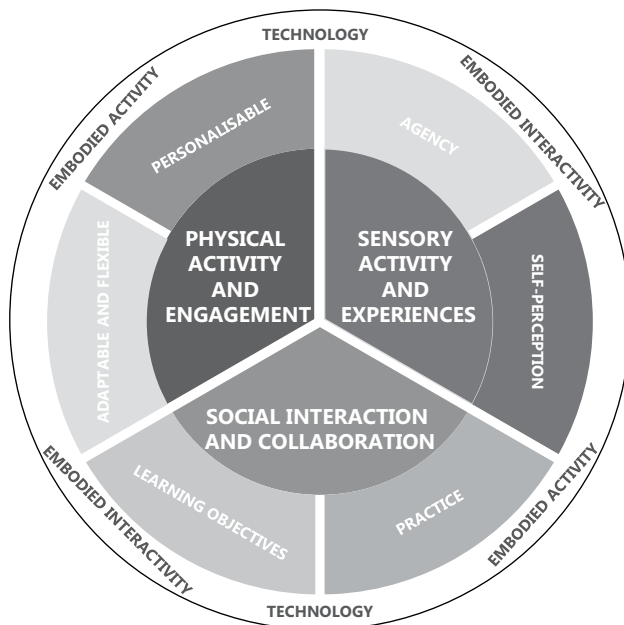 TECHNOLOGY
EMBODIED ACTIVITY
EMBODIED INTERACTIVITY
PERSONALISABLE
AGENCY
PHYSICAL
ACTIVITY
AND
ENGAGEMENT
SENSORY
ACTIVITY
AND
EXPERIENCES
ADAPTABLE AND FLEXIBLE
SELF-PERCEPTION
SOCIAL INTERACTION
AND COLLABORATION
LEARNING OBJECTIVES
PRACTICE
EMBODIED INTERACTIVITY
EMBODIED ACTIVITY
TECHNOLOGY